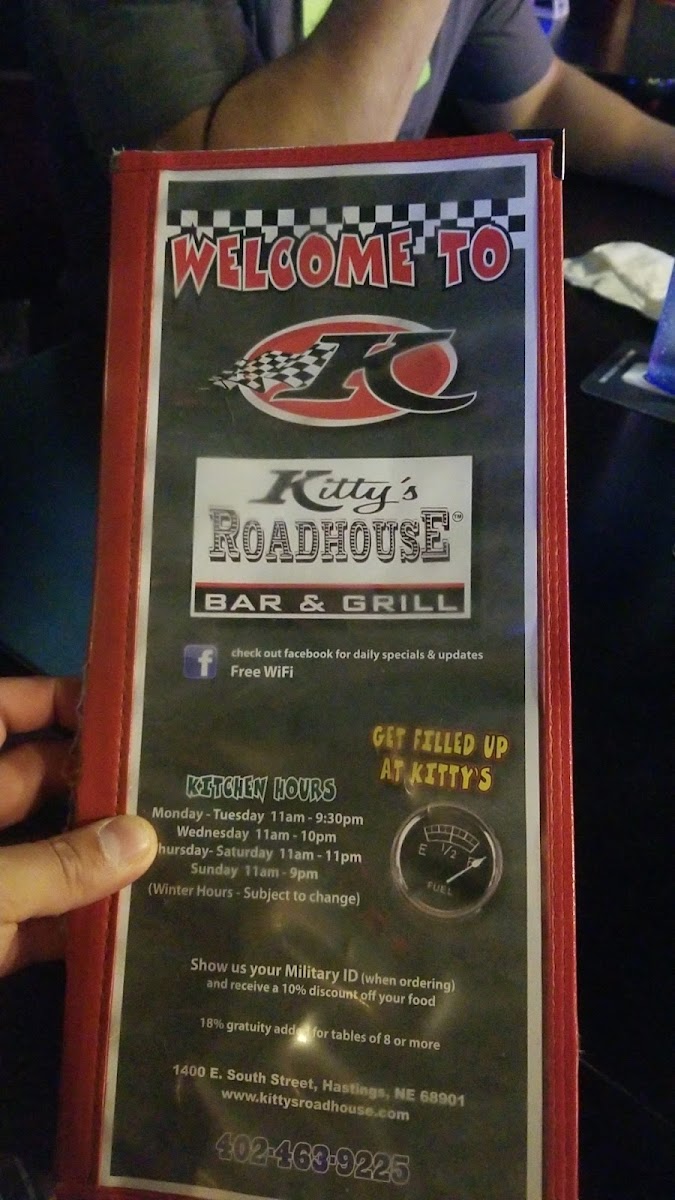 WELCOME TO
K
Kitty's
ROADHOUSE™
BAR & GRILL
f
check out facebook for daily specials & updates
Free WiFi
GET FILLED UP
AT KITTY'S
KITCHEN HOURS
Monday - Tuesday 11am - 9:30pm
Wednesday 11am - 10pm
hursday- Saturday 11am - 11pm
Sunday 11am - 9pm
(Winter Hours - Subject to change)
E 1/2 F
FUEL
Show us your Military ID (when ordering)
and receive a 10% discount off your food
18% gratuity added for tables of 8 or more
1400 E. South Street, Hastings, NE 68901
www.kittysroadhouse.com
402-463-9225